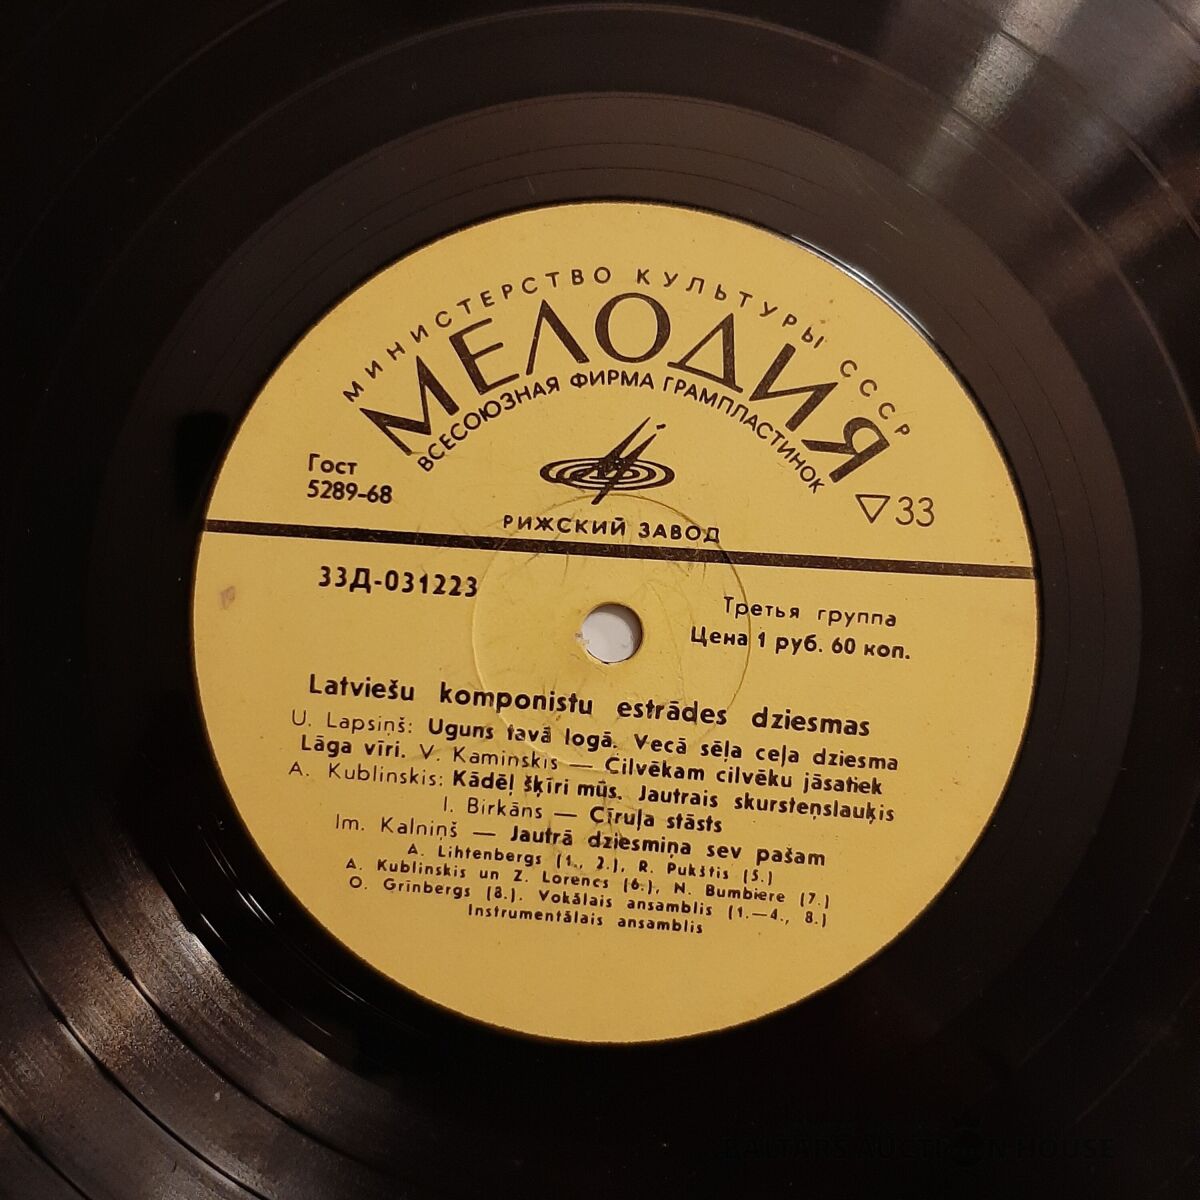 МИНИСТЕРСТВО КУЛЬТУРЫ СССР
МЕЛОДИЯ
ВСЕСОЮЗНАЯ ФИРМА ГРАМПЛАСТИНОК
Гост
5289-68
▽33
РИЖСКИЙ ЗАВОД
33Д-031223
Третья группа
Цена 1 руб. 60 коп.
Latviešu komponistu estrādes dziesmas
U. Lapsiņš: Uguns tavā logā. Vecā sēļa ceļa dziesma
Lāga vīri. V. Kaminskis — Cilvēkam cilvēku jāsatiek
A. Kublinskis: Kādēļ šķīri mūs. Jautrais skursteņslauķis
I. Birkāns — Cīruļa stāsts
Im. Kalniņš — Jautrā dziesmiņa sev pašam
A. Lihtenbergs (1., 2.), R. Pukštis (5.)
A. Kublinskis un Z. Lorencs (6.), N. Bumbiere (7.)
O. Grīnbergs (8.). Vokālais ansamblis (1.—4., 8.)
Instrumentālais ansamblis
BALTARS AUCTION HOUSE